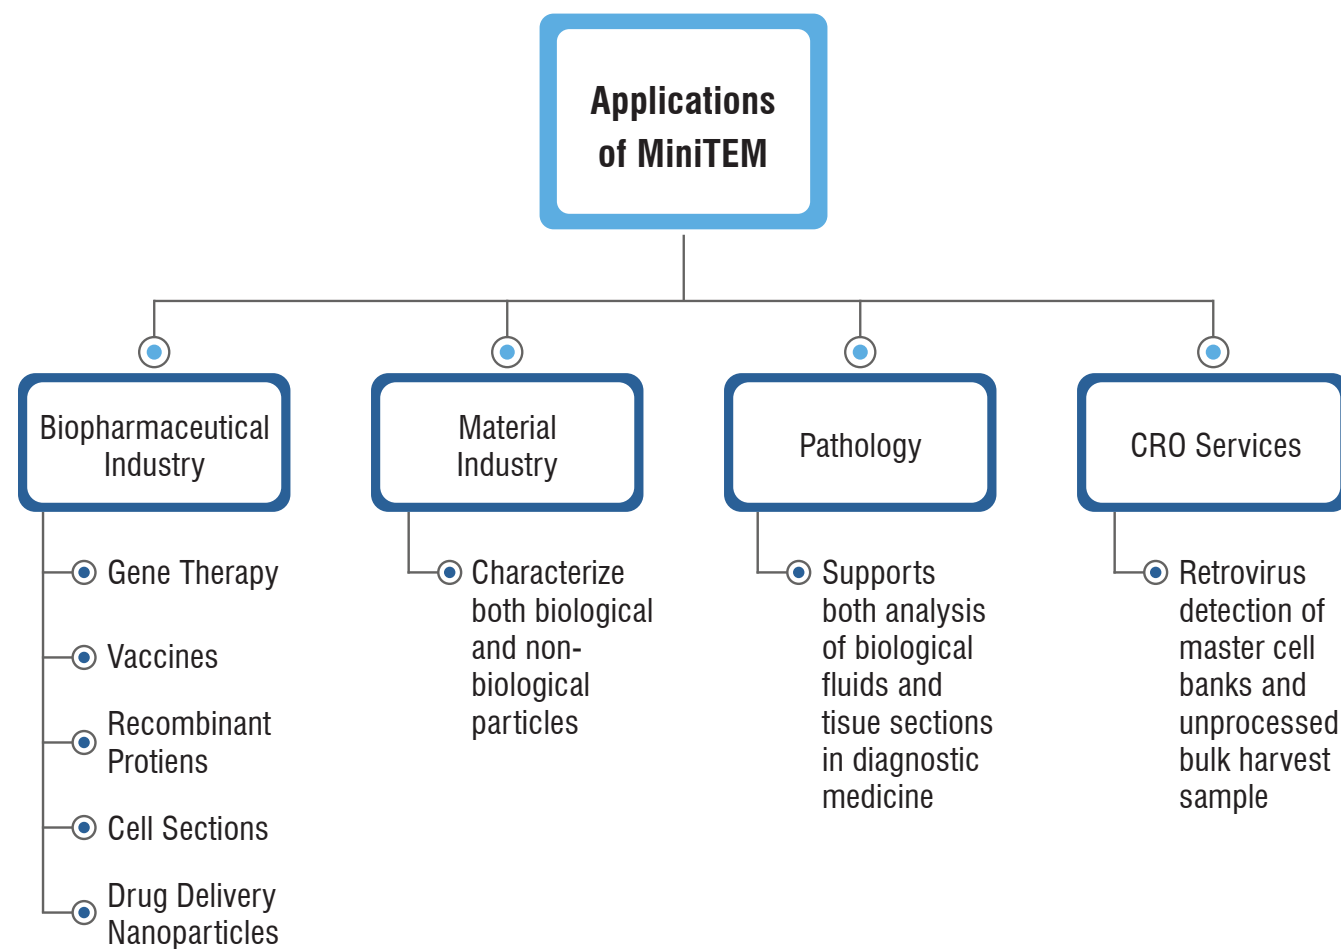 Applications
of MiniTEM
Biopharmaceutical
Industry
Gene Therapy
Vaccines
Recombinant
Protiens
Cell Sections
Drug Delivery
Nanoparticles
Material
Industry
Characterize
both biological
and non-
biological
particles
Pathology
Supports
both analysis
of biological
fluids and
tisue sections
in diagnostic
medicine
CRO Services
Retrovirus
detection of
master cell
banks and
unprocessed
bulk harvest
sample